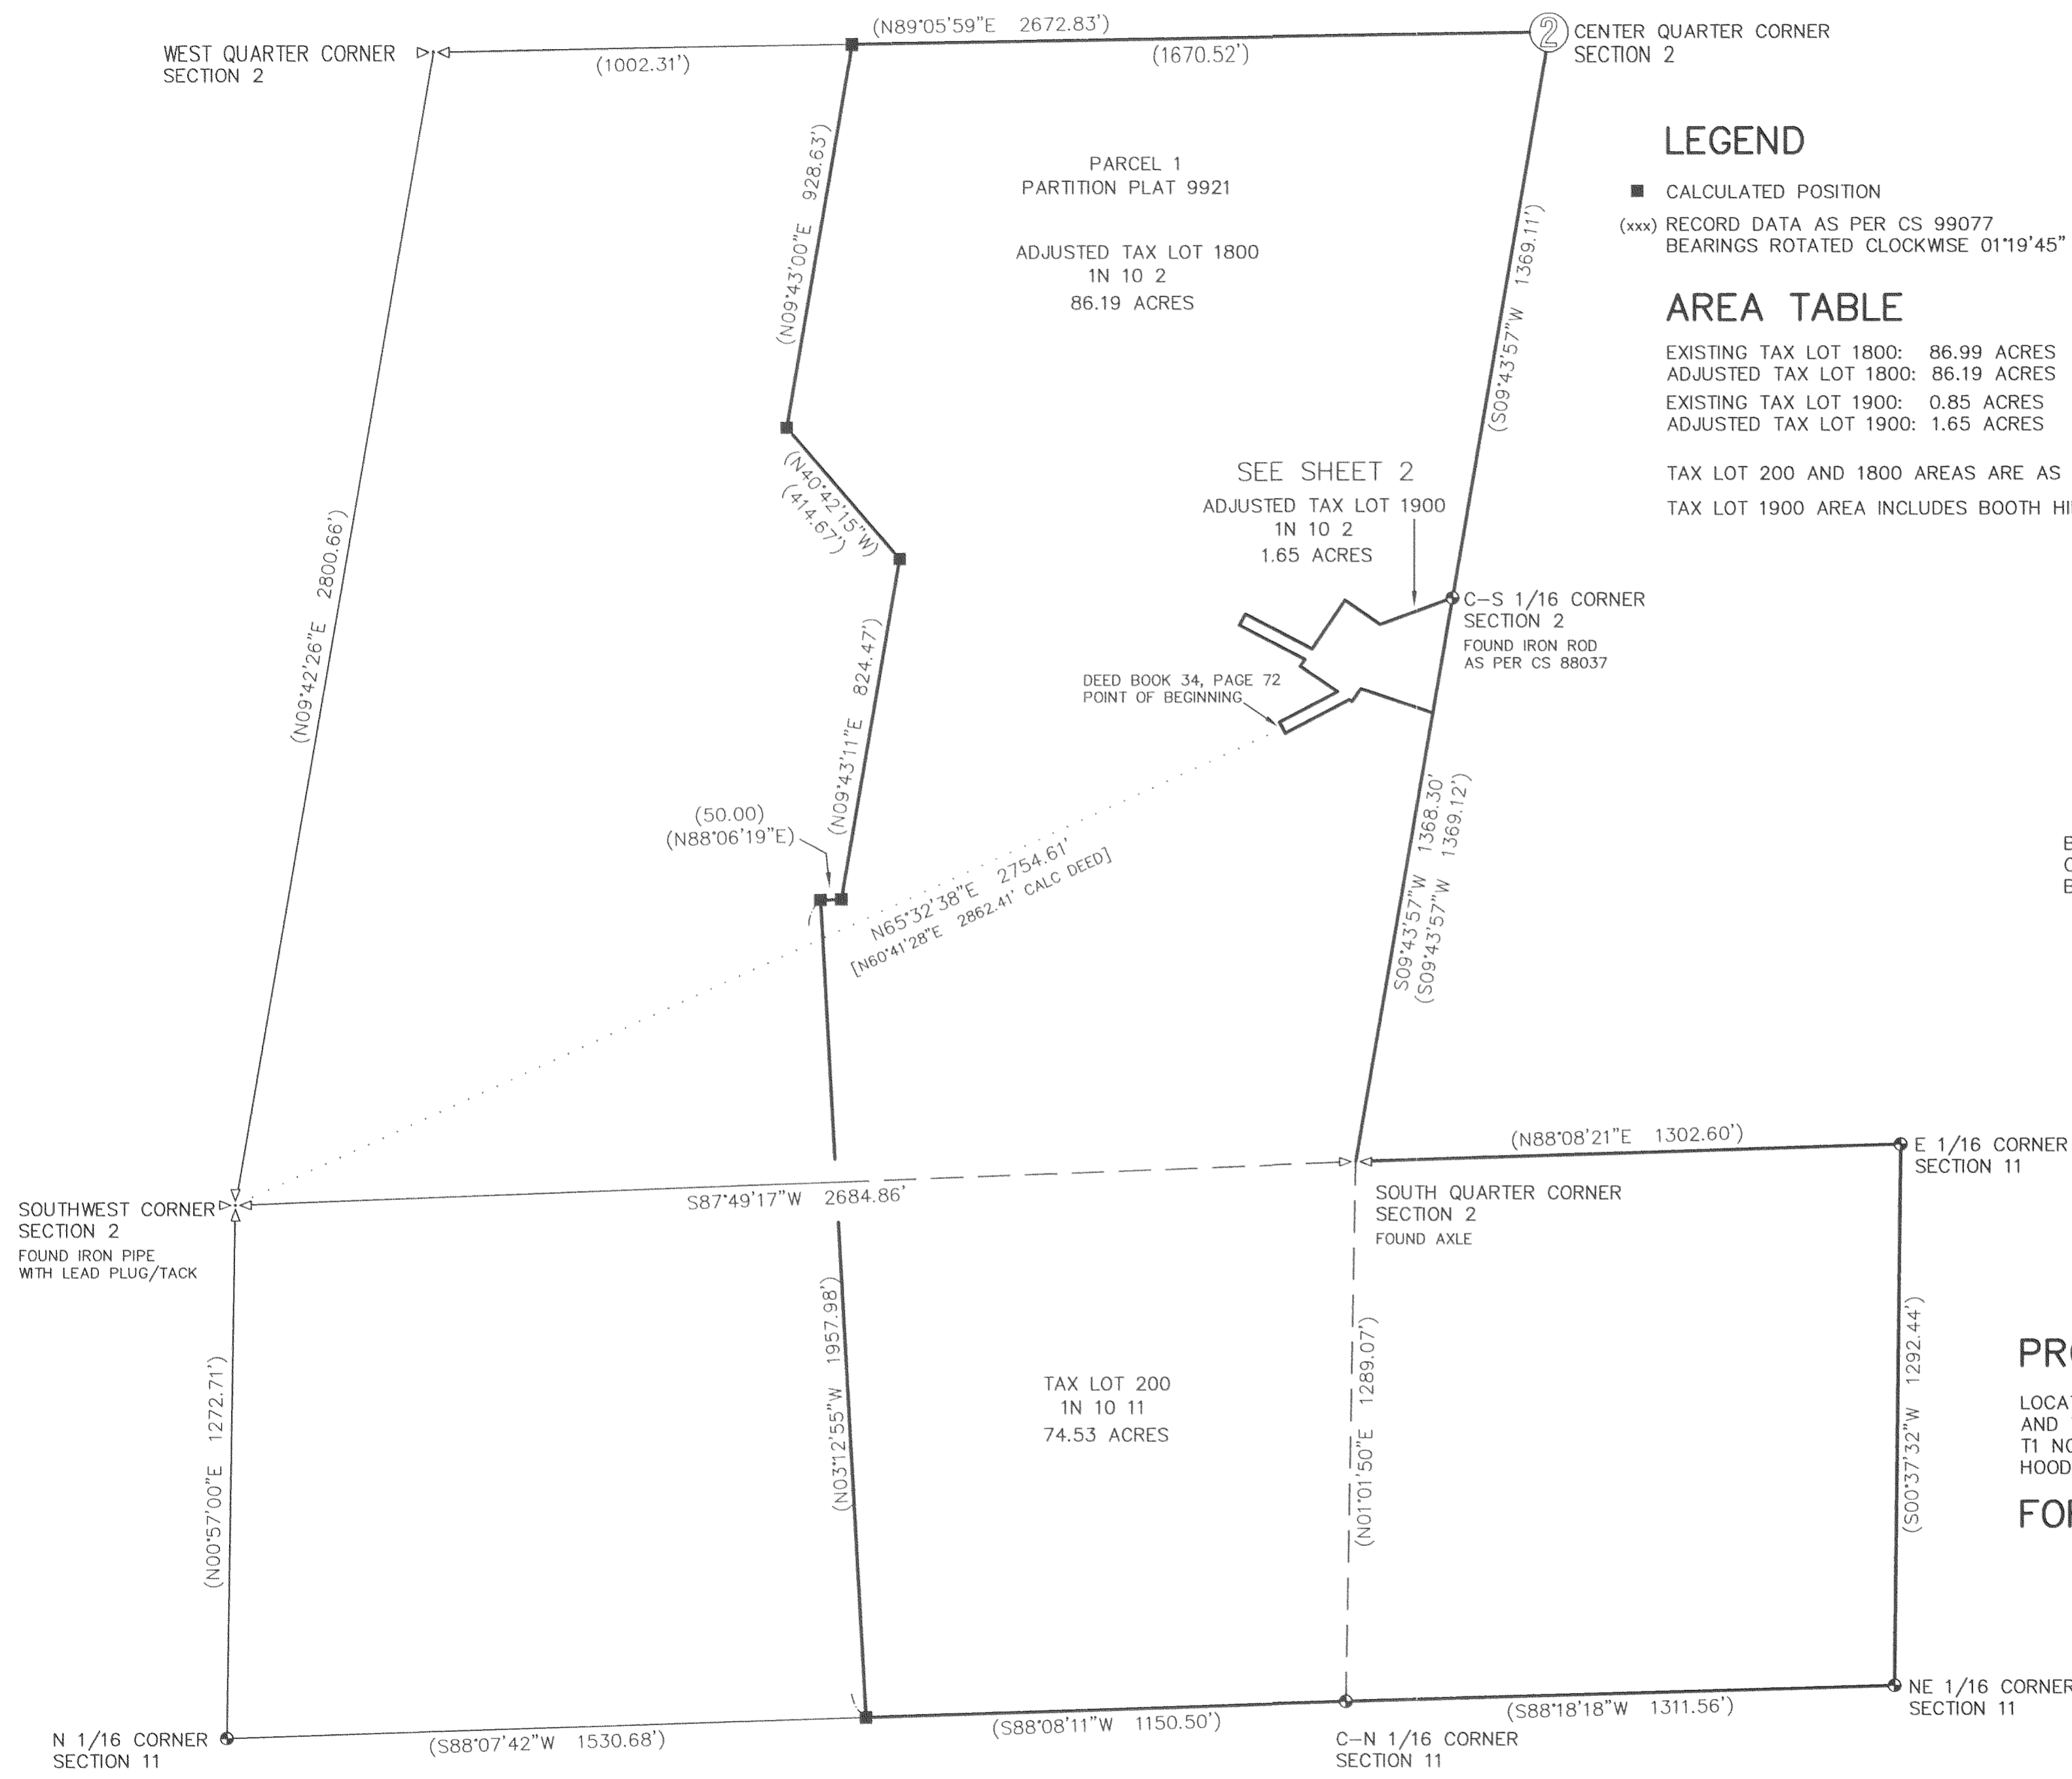 (N89°05'59"E 2672.83')
WEST QUARTER CORNER
SECTION 2
(1002.31')
(1670.52')
2
CENTER QUARTER CORNER
SECTION 2
LEGEND
CALCULATED POSITION
(xxx) RECORD DATA AS PER CS 99077
BEARINGS ROTATED CLOCKWISE 01°19'45"
PARCEL 1
PARTITION PLAT 9921
ADJUSTED TAX LOT 1800
1N 10 2
86.19 ACRES
(N09°43'00"E 928.63')
(S09°43'57"W 1369.11')
AREA TABLE
EXISTING TAX LOT 1800: 86.99 ACRES
ADJUSTED TAX LOT 1800: 86.19 ACRES
EXISTING TAX LOT 1900: 0.85 ACRES
ADJUSTED TAX LOT 1900: 1.65 ACRES
TAX LOT 200 AND 1800 AREAS ARE AS
TAX LOT 1900 AREA INCLUDES BOOTH HI
(N40°42'15"W)
(414.67')
SEE SHEET 2
ADJUSTED TAX LOT 1900
1N 10 2
1.65 ACRES
C-S 1/16 CORNER
SECTION 2
FOUND IRON ROD
AS PER CS 88037
(N09°42'26"E 2800.66')
(N09°43'11"E 824.47')
DEED BOOK 34, PAGE 72
POINT OF BEGINNING
(50.00)
(N88°06'19"E)
N65°32'38"E 2754.61'
[N60°41'28"E 2862.41' CALC DEED]
S09°43'57"W 1368.30'
(S09°43'57"W 1369.12')
(N88°08'21"E 1302.60')
E 1/16 CORNER
SECTION 11
SOUTHWEST CORNER
SECTION 2
FOUND IRON PIPE
WITH LEAD PLUG/TACK
S87°49'17"W 2684.86'
SOUTH QUARTER CORNER
SECTION 2
FOUND AXLE
(N00°57'00"E 1272.71')
(N03°12'55"W 1957.98')
TAX LOT 200
1N 10 11
74.53 ACRES
(N01°01'50"E 1289.07')
(S00°37'32"W 1292.44')
PR
LOCA
AND
T1 NO
HOOD
FO
N 1/16 CORNER
SECTION 11
(S88°07'42"W 1530.68')
(S88°08'11"W 1150.50')
C-N 1/16 CORNER
SECTION 11
(S88°18'18"W 1311.56')
NE 1/16 CORNER
SECTION 11